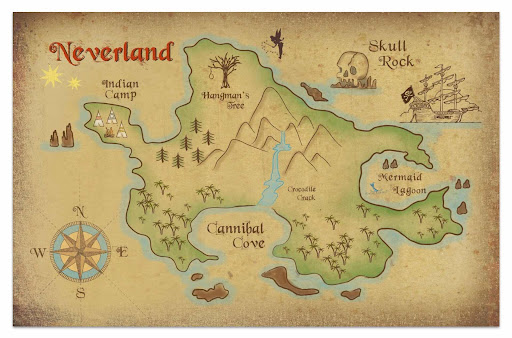 Neverland
Skull
Rock
Indian
Camp
Hangman's
Tree
Mermaid
Lagoon
Crocodile
Creek
Cannibal
Cove
N
W
E
S